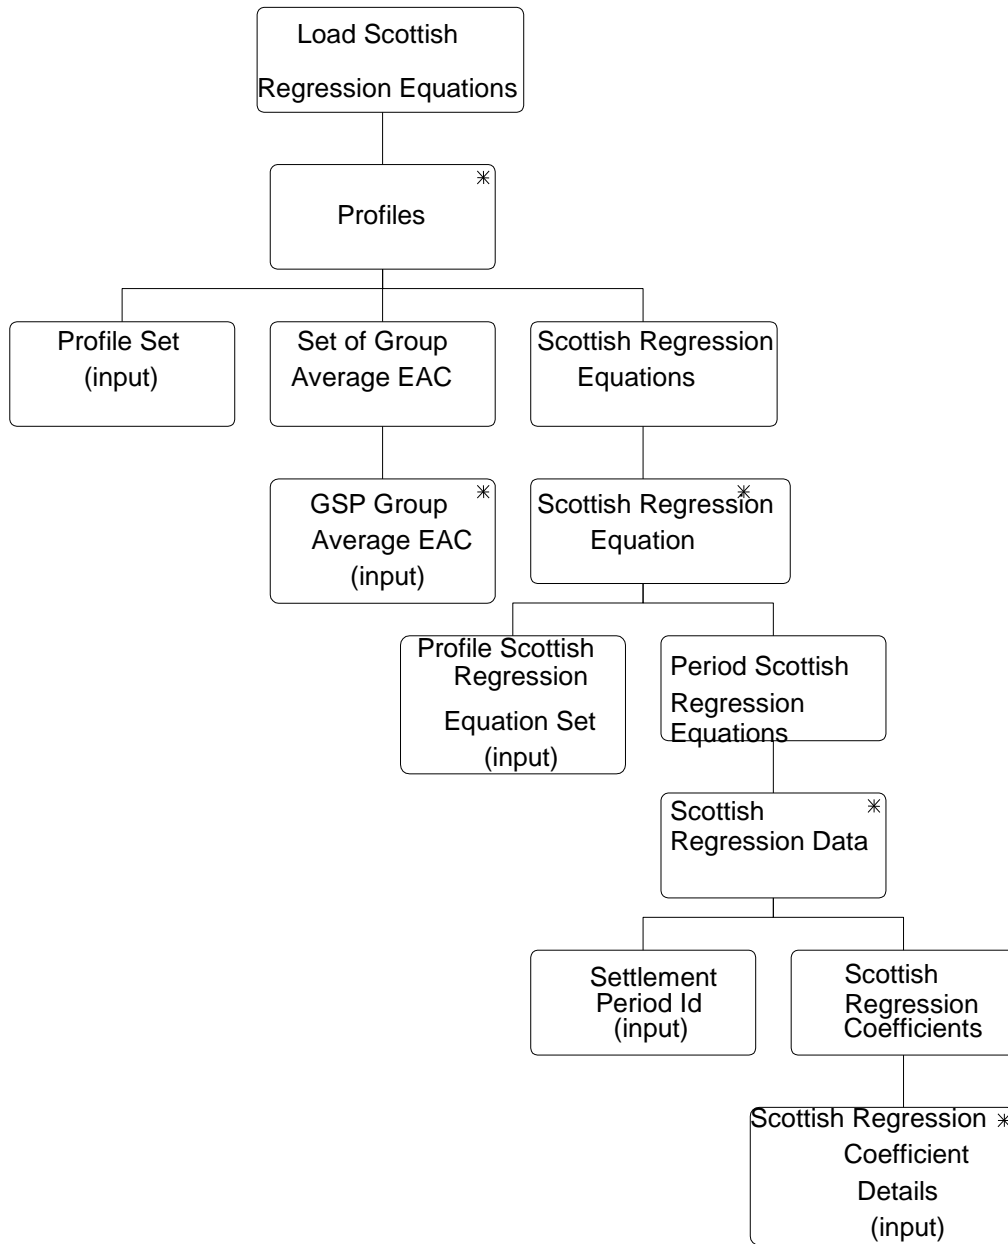 Load Scottish
Regression Equations
Profiles
Profile Set
(input)
Set of Group
Average EAC
Scottish Regression
Equations
GSP Group
Average EAC
(input)
Scottish Regression
Equation
Profile Scottish
Regression
Equation Set
(input)
Period Scottish
Regression
Equations
Scottish
Regression Data
Settlement
Period Id
(input)
Scottish
Regression
Coefficients
Scottish Regression
Coefficient
Details
(input)